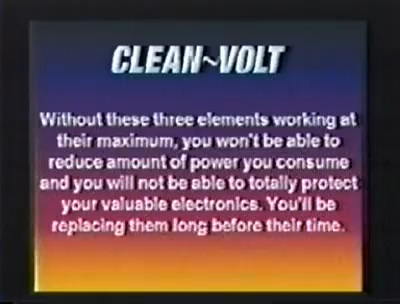 CLEAN~VOLT
Without these three elements working at
their maximum, you won't be able to
reduce amount of power you consume
and you will not be able to totally protect
your valuable electronics. You'll be
replacing them long before their time.